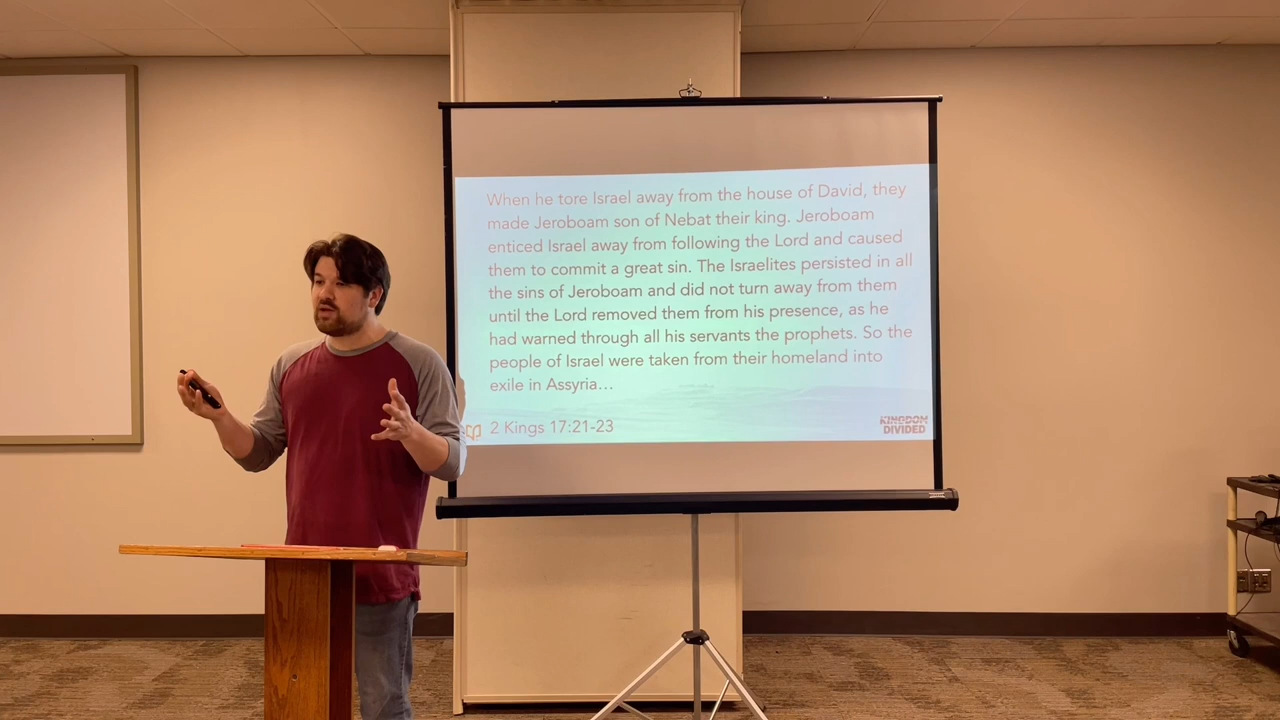 When he tore Israel away from the house of David, they
made Jeroboam son of Nebat their king. Jeroboam
enticed Israel away from following the Lord and caused
them to commit a great sin. The Israelites persisted in all
the sins of Jeroboam and did not turn away from them
until the Lord removed them from his presence, as he
had warned through all his servants the prophets. So the
people of Israel were taken from their homeland into
exile in Assyria…
2 Kings 17:21-23
KINGDOM
DIVIDED